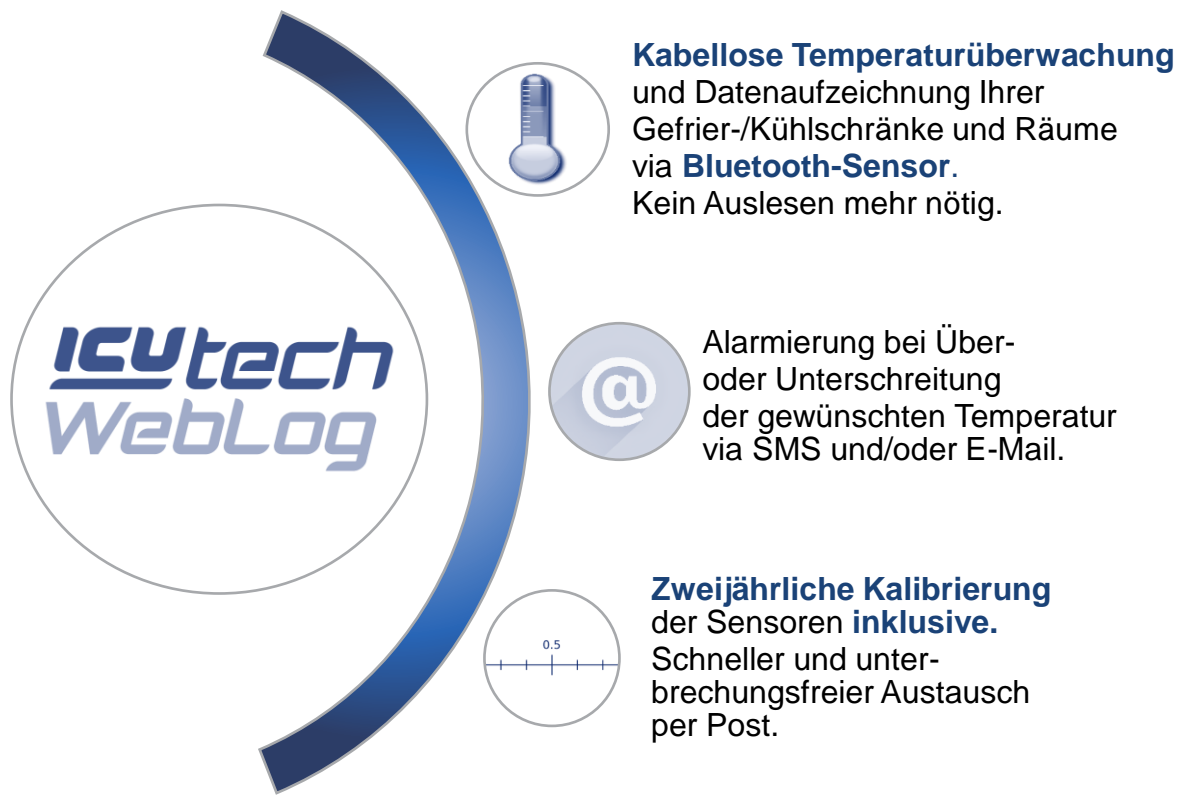 ICUtech
WebLog
Kabellose Temperaturüberwachung
und Datenaufzeichnung Ihrer
Gefrier-/Kühlschränke und Räume
via Bluetooth-Sensor.
Kein Auslesen mehr nötig.
@
Alarmierung bei Über-
oder Unterschreitung
der gewünschten Temperatur
via SMS und/oder E-Mail.
0.5
Zweijährliche Kalibrierung
der Sensoren inklusive.
Schneller und unter-
brechungsfreier Austausch
per Post.